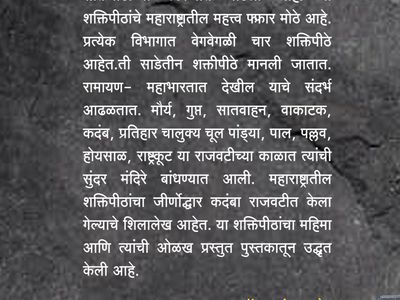 शक्तिपीठांचे महाराष्ट्रातील महत्त्व फ्फार मोठे आहे.
प्रत्येक विभागात वेगवेगळी चार शक्तिपीठे
आहेत.ती साडेतीन शक्तीपीठे मानली जातात.
रामायण- महाभारतात देखील याचे संदर्भ
आढळतात. मौर्य, गुप्त, सातवाहन, वाकाटक,
कदंब, प्रतिहार चालुक्य चूल पांड्या, पाल, पल्लव,
होयसाळ, राष्ट्रकूट या राजवटीच्या काळात त्यांची
सुंदर मंदिरे बांधण्यात आली. महाराष्ट्रातील
शक्तिपीठांचा जीर्णोद्धार कदंबा राजवटीत केला
गेल्याचे शिलालेख आहेत. या शक्तिपीठांचा महिमा
आणि त्यांची ओळख प्रस्तुत पुस्तकातून उद्धृत
केली आहे.